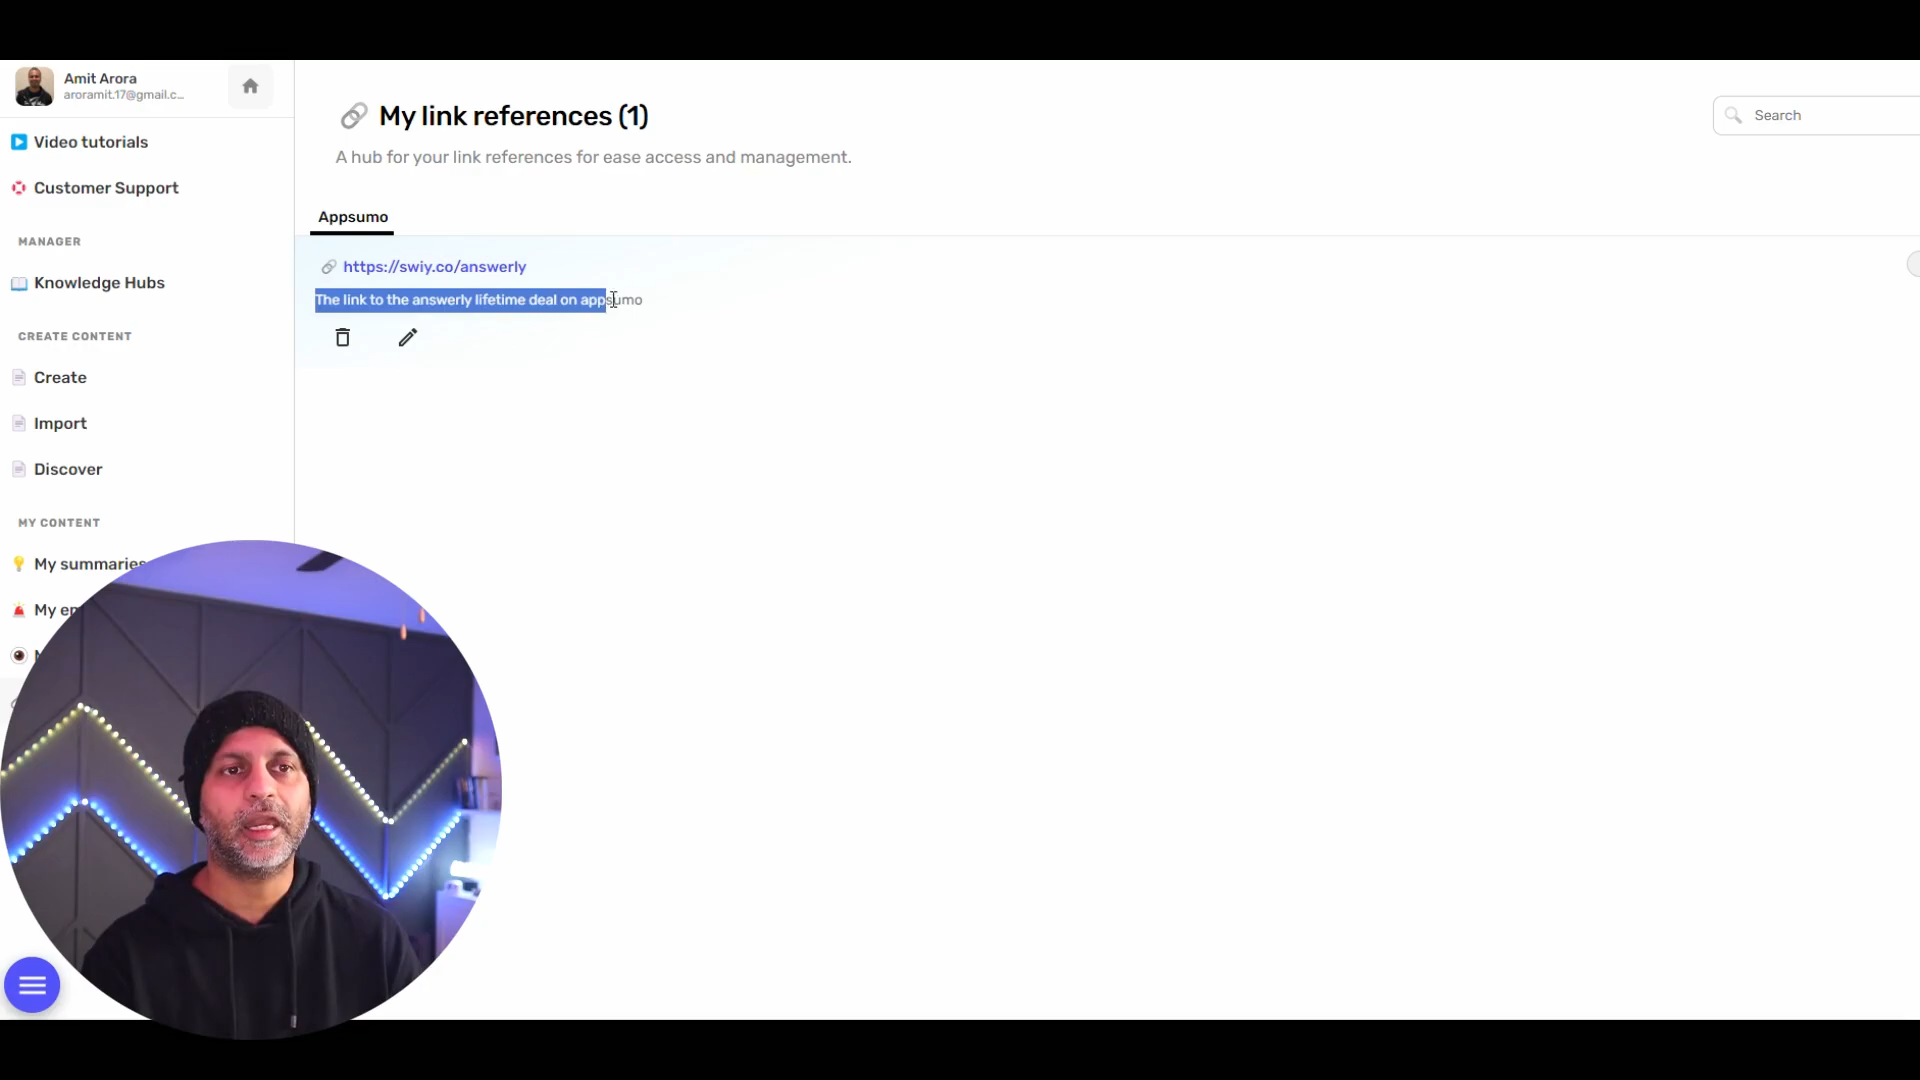 Amit Arora
aroramit.17@gmail.c...
Video tutorials
Customer Support
MANAGER
Knowledge Hubs
CREATE CONTENT
Create
Import
Discover
MY CONTENT
My summaries
My
My link references (1)
A hub for your link references for ease access and management.
Search
Appsumo
https://swiy.co/answerly
The link to the answerly lifetime deal on appsumo